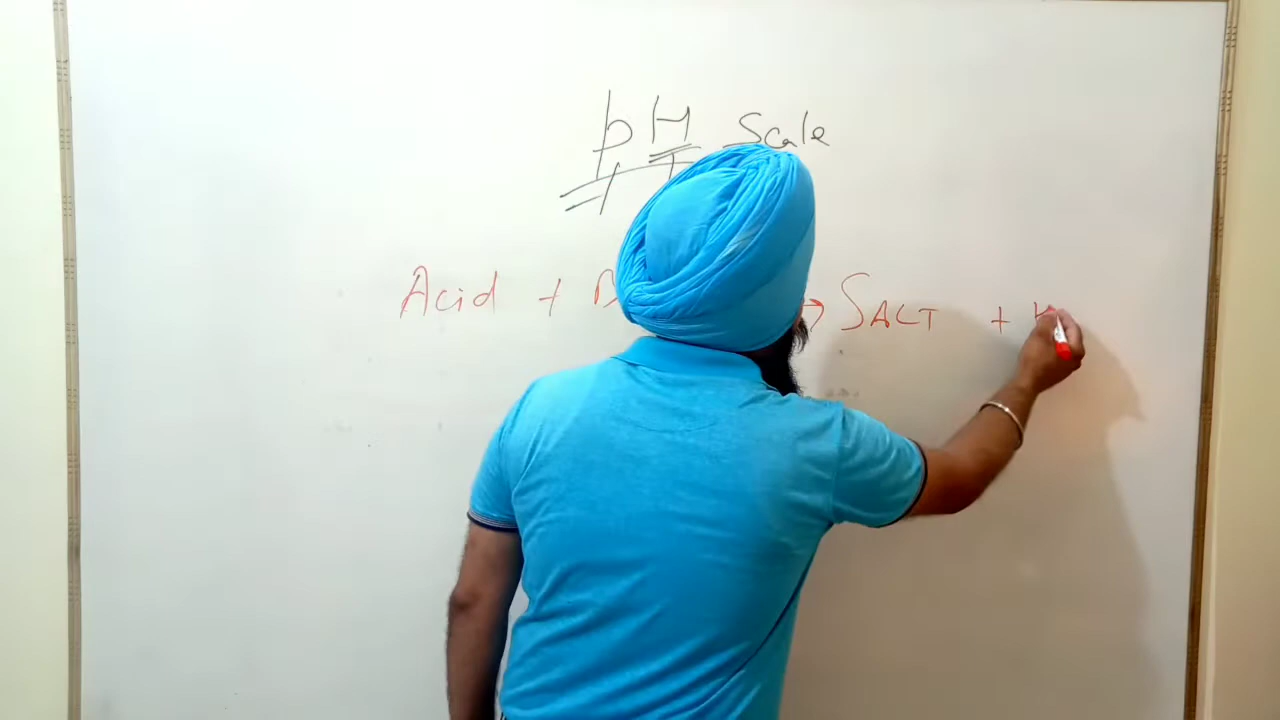 pH Scale
Acid + → SALT +